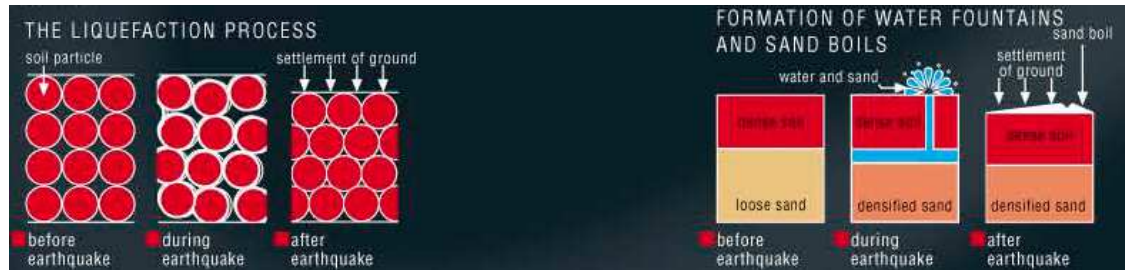 THE LIQUEFACTION PROCESS
soil particle
settlement of ground
before
earthquake
during
earthquake
after
earthquake
FORMATION OF WATER FOUNTAINS
AND SAND BOILS
sand boil
water and sand
settlement
of ground
dense soil
dense soil
dense soil
loose sand
densified sand
densified sand
before
earthquake
during
earthquake
after
earthquake